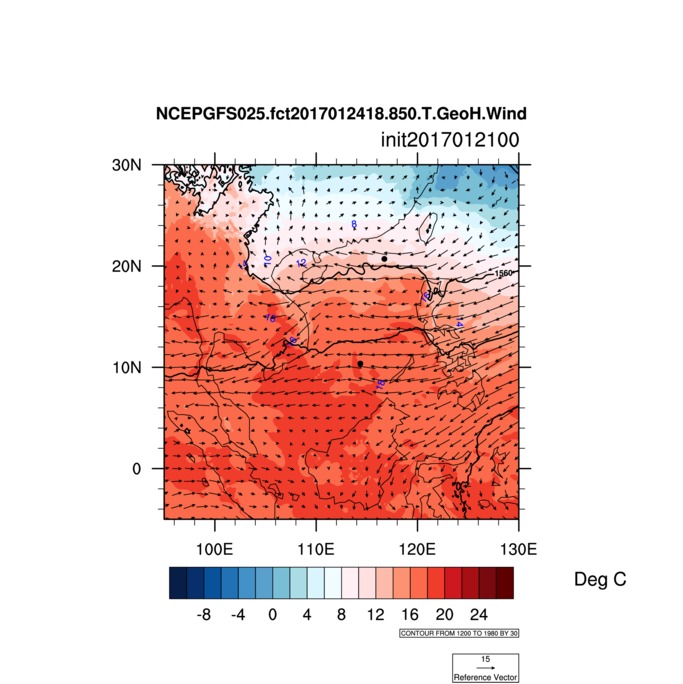 NCEPGFS025.fct2017012418.850.T.GeoH.Wind
init2017012100
30N
20N
10N
0
100E
110E
120E
130E
8
10
12
1560
16
14
18
-8
-4
0
4
8
12
16
20
24
Deg C
CONTOUR FROM 1200 TO 1980 BY 30
15
Reference Vector